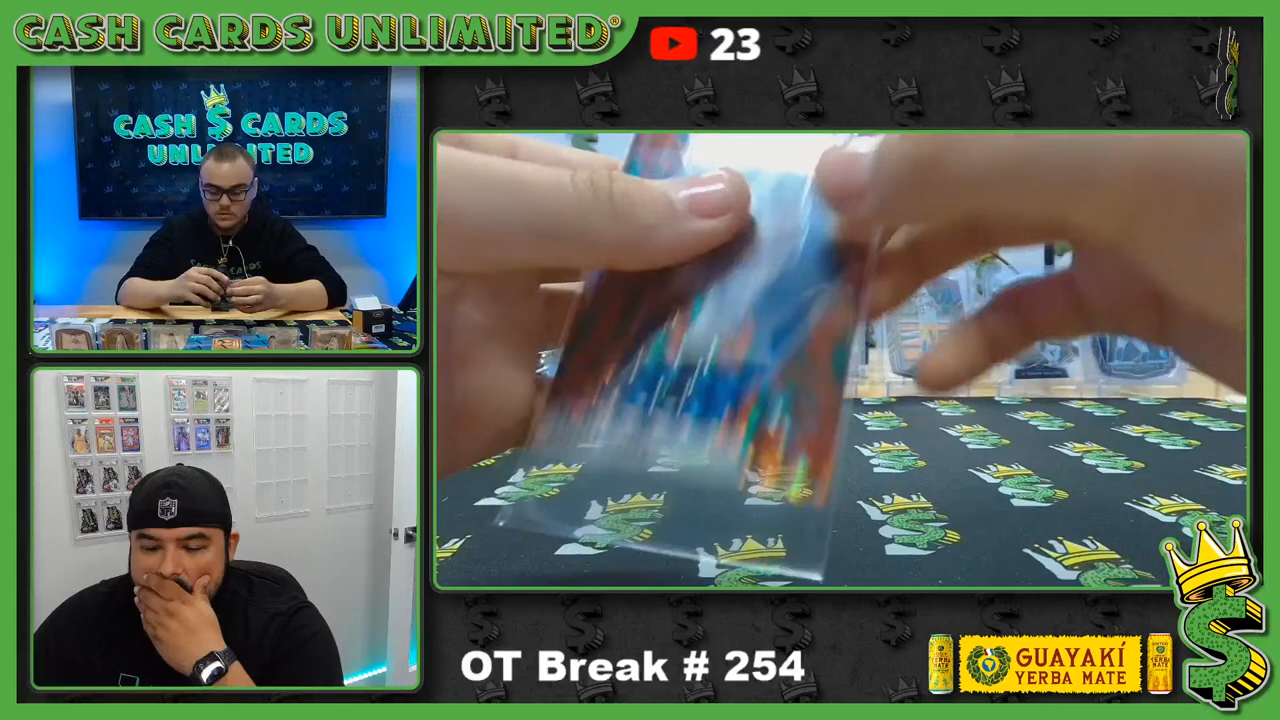 CASH CARDS UNLIMITED®
23
CASH $ CARDS
UNLIMITED
OT Break # 254
GUAYAKÍ
YERBA MATE